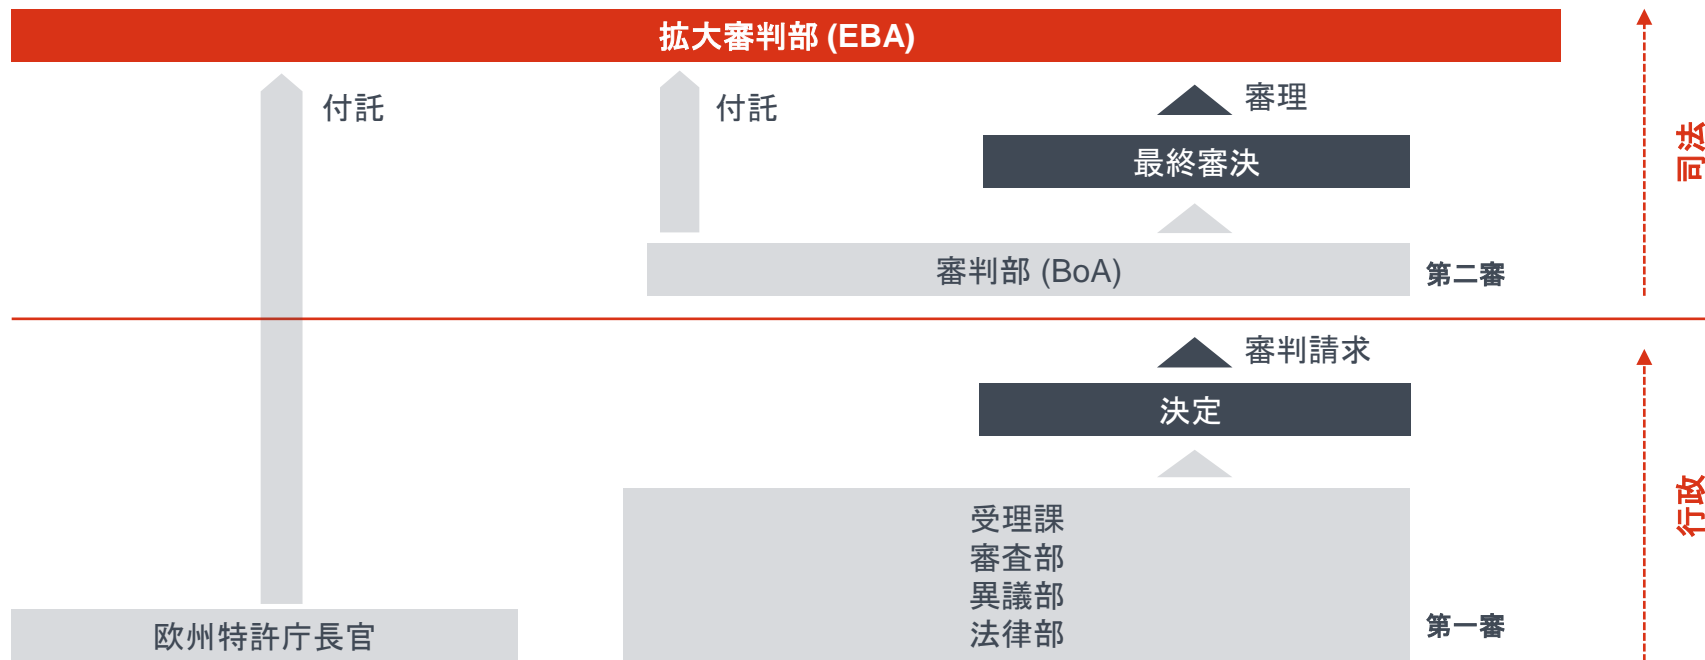 拡大審判部 (EBA)
付託
付託
審理
最終審決
司法
審判部 (BoA)
第二審
審判請求
決定
行政
受理課
審査部
異議部
法律部
第一審
欧州特許庁長官